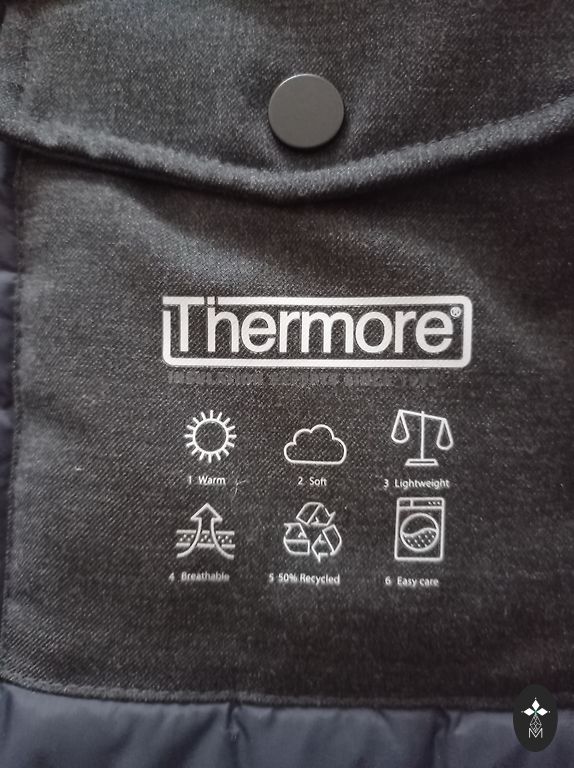 Thermore®
1 Warm 2 Soft 3 Lightweight
4 Breathable 5 50% Recycled 6 Easy care
M